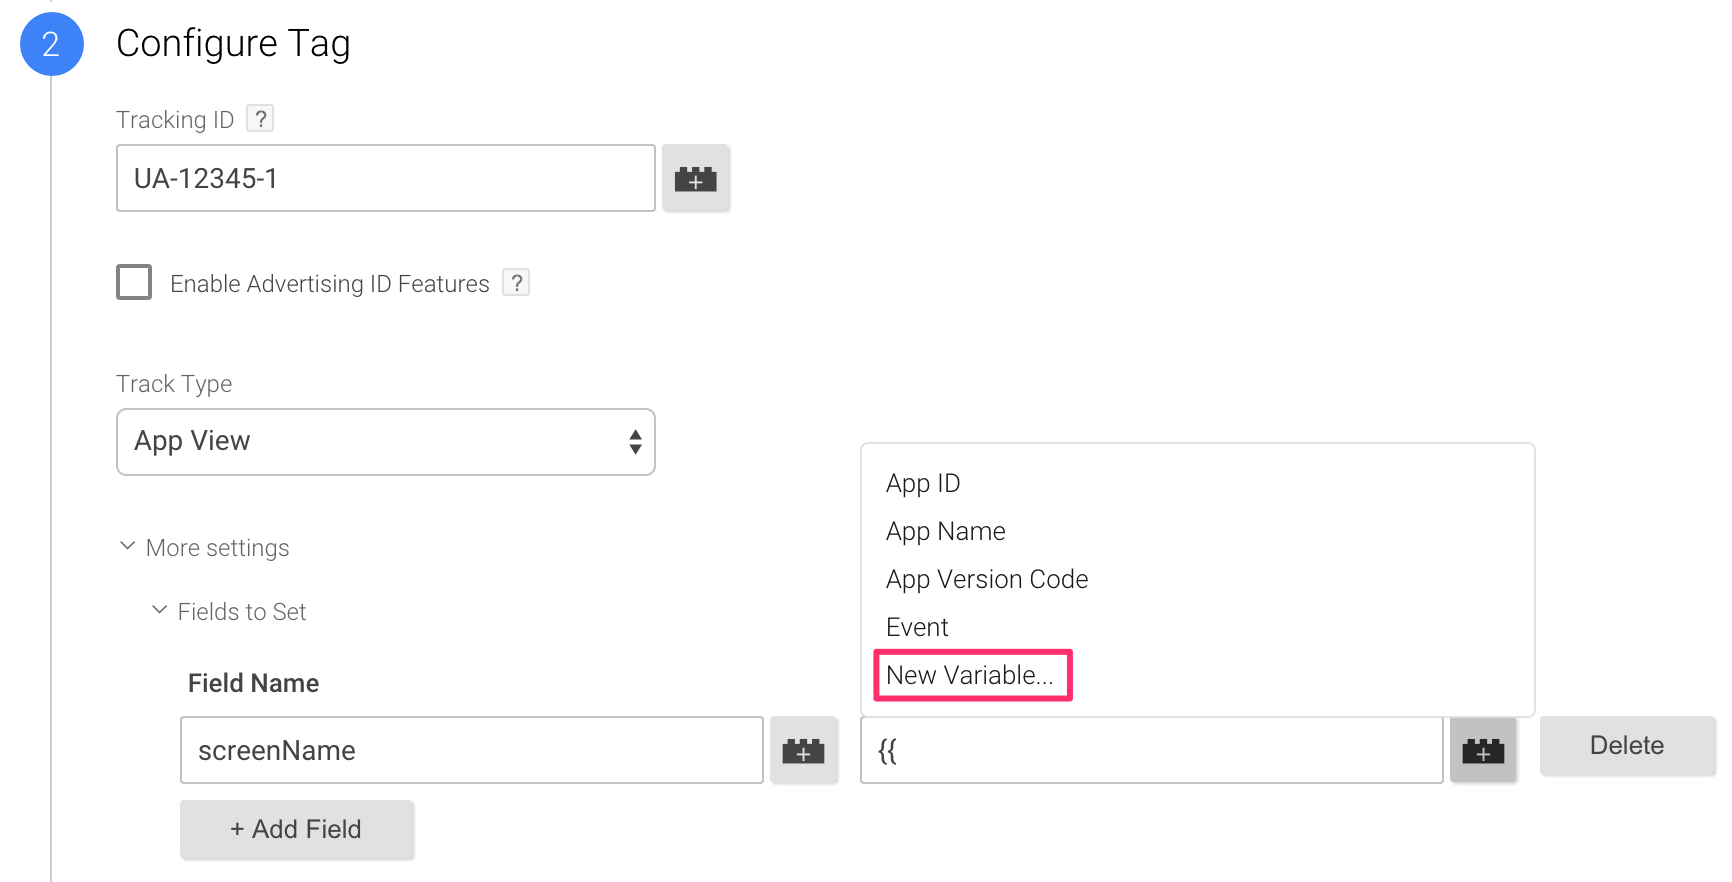 2
Configure Tag
Tracking ID ?
UA-12345-1
Enable Advertising ID Features ?
Track Type
App View
More settings
Fields to Set
App ID
App Name
App Version Code
Event
New Variable...
Field Name
screenName
{{
Delete
+ Add Field